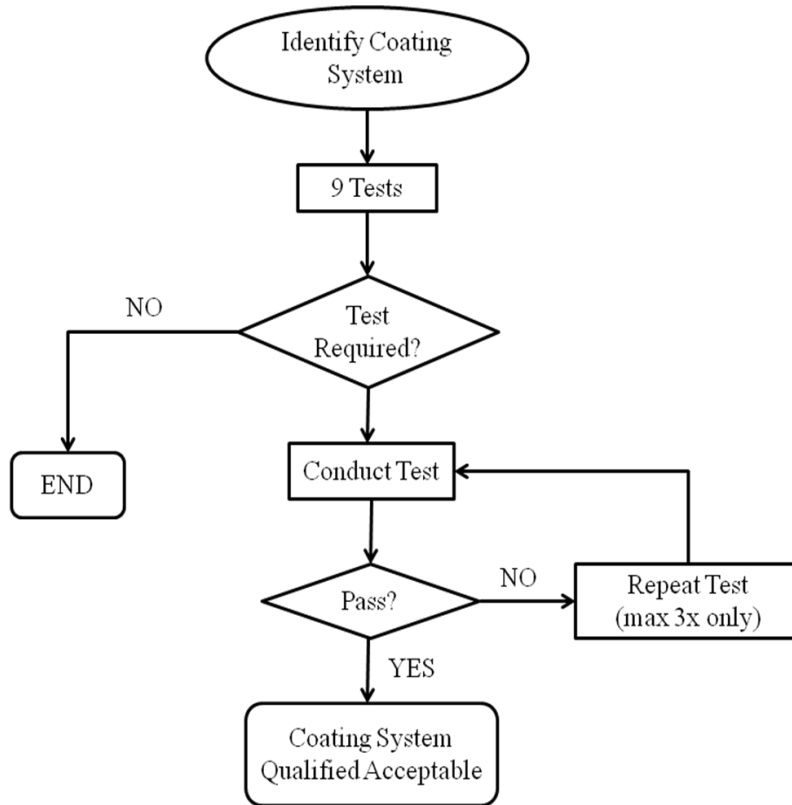 Identify Coating
System
9 Tests
NO
Test
Required?
END
Conduct Test
Pass?
NO
Repeat Test
(max 3x only)
YES
Coating System
Qualified Acceptable